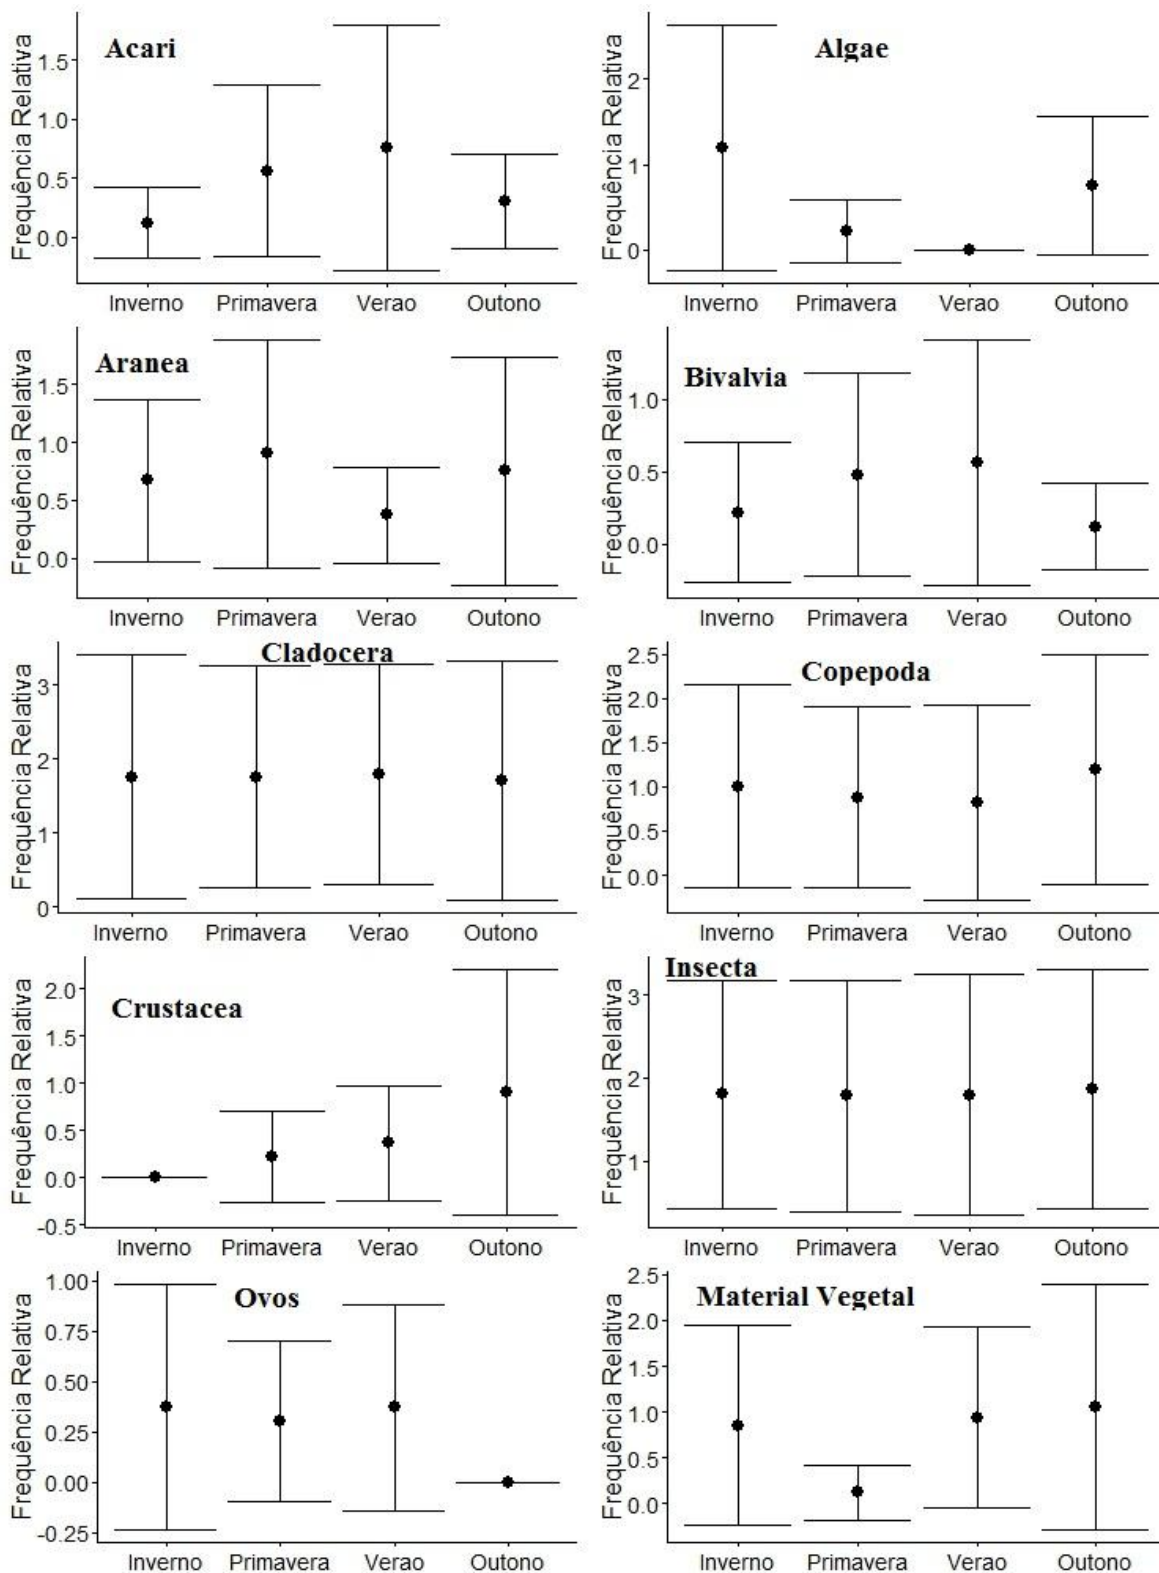 Acari
Frequência Relativa
1.5
1.0
0.5
0.0
Inverno Primavera Verao Outono
Algae
Frequência Relativa
2
1
0
Inverno Primavera Verao Outono
Aranea
Frequência Relativa
1.5
1.0
0.5
0.0
Inverno Primavera Verao Outono
Bivalvia
Frequência Relativa
1.0
0.5
0.0
Inverno Primavera Verao Outono
Cladocera
Frequência Relativa
3
2
1
0
Inverno Primavera Verao Outono
Copepoda
Frequência Relativa
2.5
2.0
1.5
1.0
0.5
0.0
Inverno Primavera Verao Outono
Crustacea
Frequência Relativa
2.0
1.5
1.0
0.5
0.0
-0.5
Inverno Primavera Verao Outono
Insecta
Frequência Relativa
3
2
1
Inverno Primavera Verao Outono
Ovos
Frequência Relativa
1.00
0.75
0.50
0.25
0.00
-0.25
Inverno Primavera Verao Outono
Material Vegetal
Frequência Relativa
2.5
2.0
1.5
1.0
0.5
0.0
Inverno Primavera Verao Outono